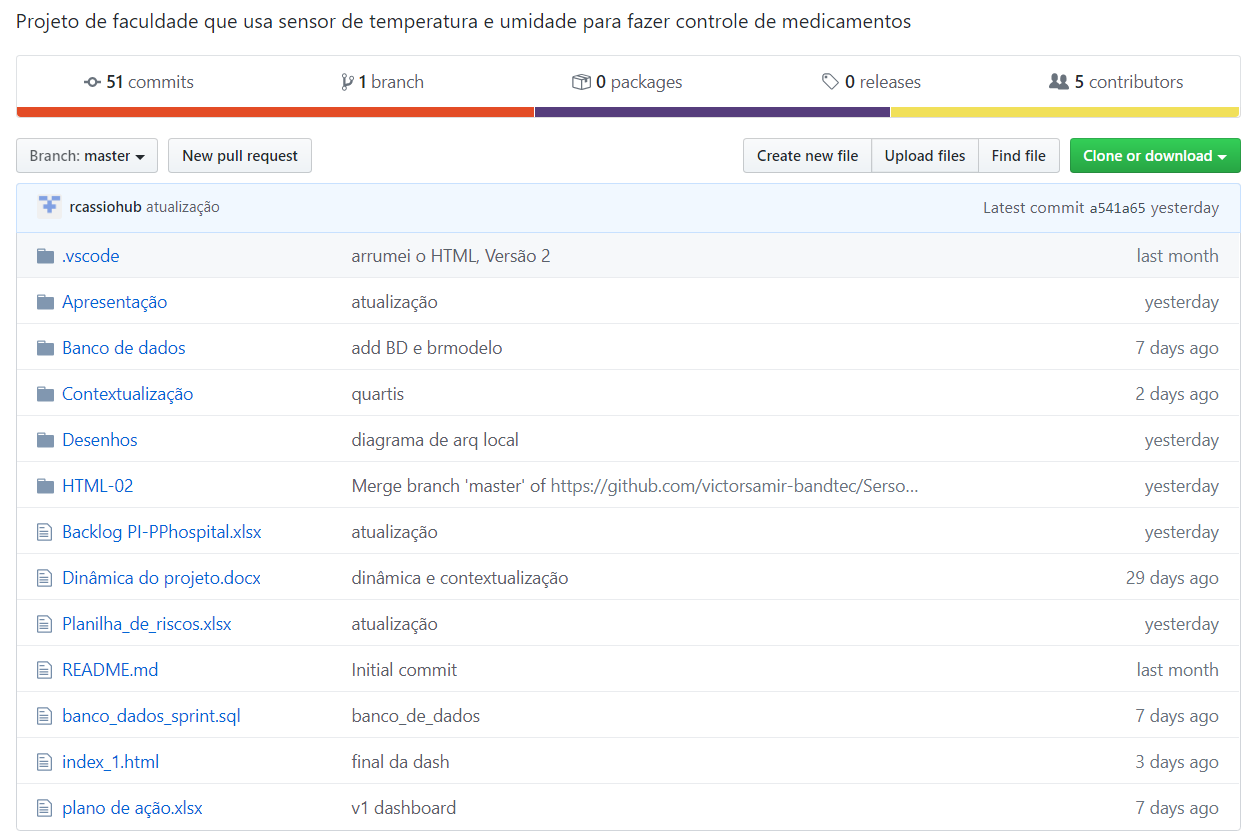 Projeto de faculdade que usa sensor de temperatura e umidade para fazer controle de medicamentos
51 commits 1 branch 0 packages 0 releases 5 contributors
Branch: master New pull request Create new file Upload files Find file Clone or download
rcassiohub atualização Latest commit a541a65 yesterday
.vscode arrumei o HTML, Versão 2 last month
Apresentação atualização yesterday
Banco de dados add BD e brmodelo 7 days ago
Contextualização quartis 2 days ago
Desenhos diagrama de arq local yesterday
HTML-02 Merge branch 'master' of https://github.com/victorsamir-bandtec/Serso... yesterday
Backlog PI-PPhospital.xlsx atualização yesterday
Dinâmica do projeto.docx dinâmica e contextualização 29 days ago
Planilha_de_riscos.xlsx atualização yesterday
README.md Initial commit last month
banco_dados_sprint.sql banco_de_dados 7 days ago
index_1.html final da dash 3 days ago
plano de ação.xlsx v1 dashboard 7 days ago